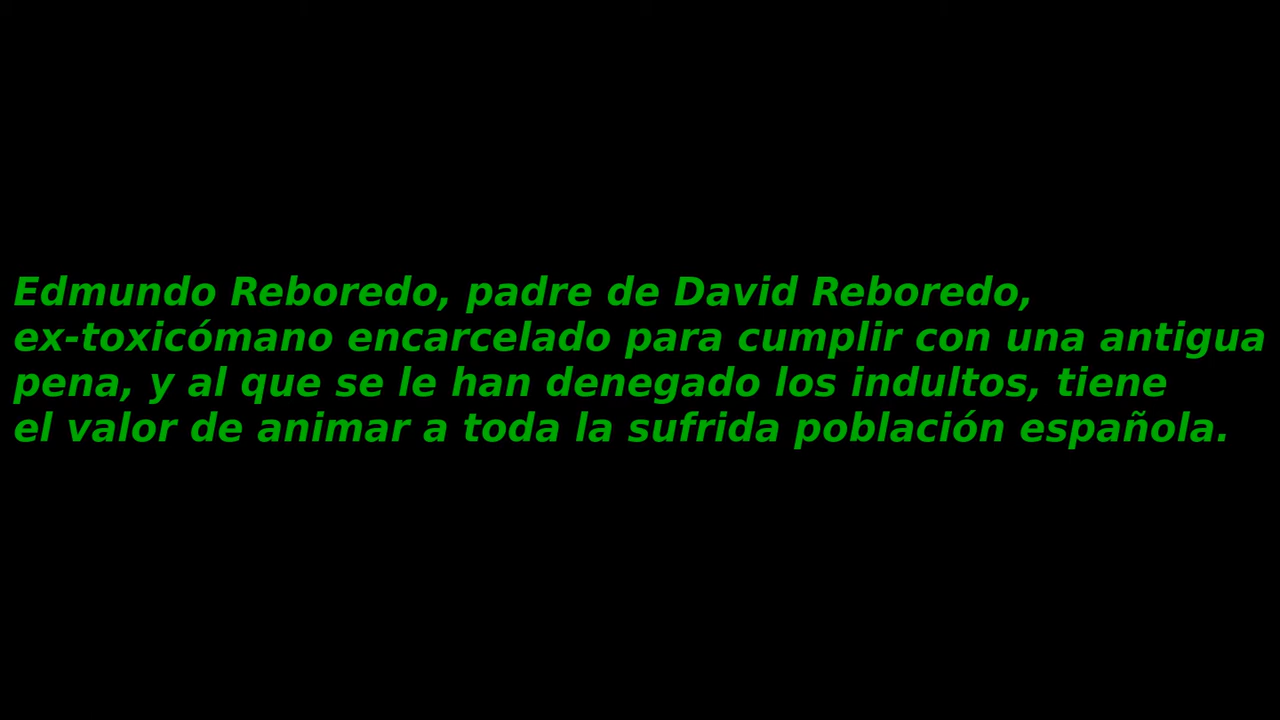 Edmundo Reboredo, padre de David Reboredo,
ex-toxicómano encarcelado para cumplir con una antigua
pena, y al que se le han denegado los indultos, tiene
el valor de animar a toda la sufrida población española.